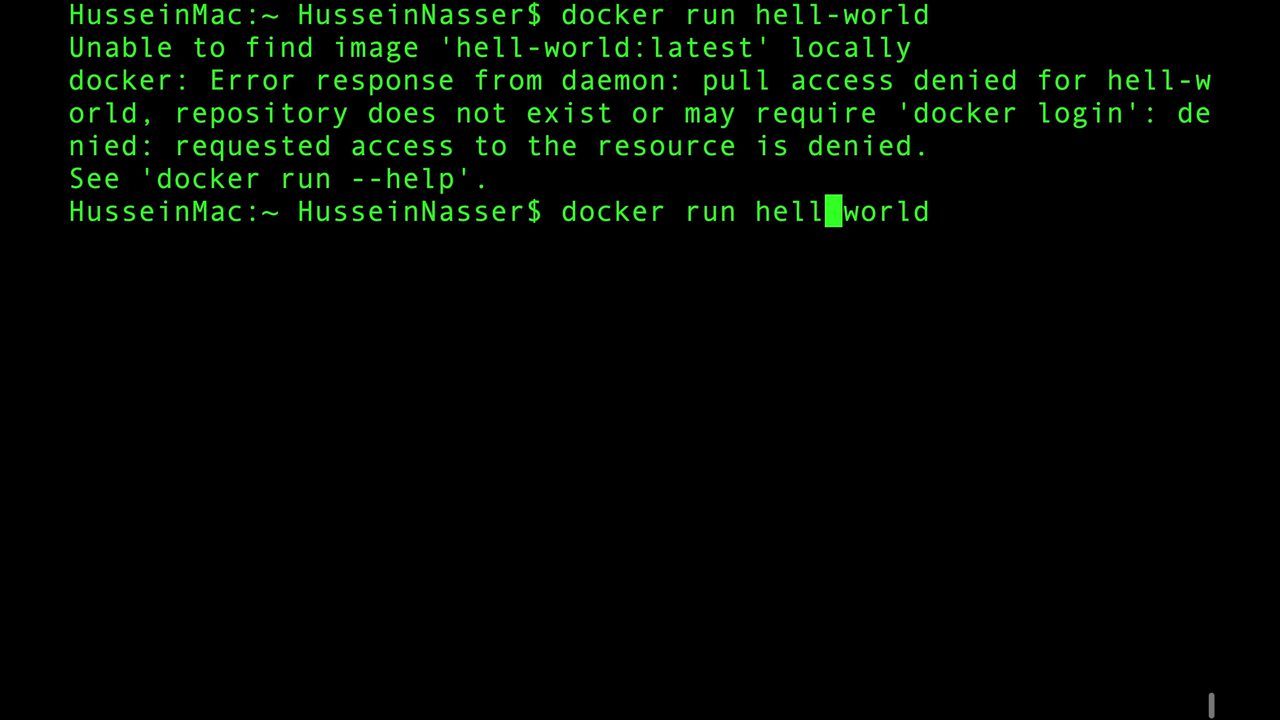 HusseinMac:~ HusseinNasser$ docker run hell-world
Unable to find image 'hell-world:latest' locally
docker: Error response from daemon: pull access denied for hell-w
orld, repository does not exist or may require 'docker login': de
nied: requested access to the resource is denied.
See 'docker run --help'.
HusseinMac:~ HusseinNasser$ docker run hell-world